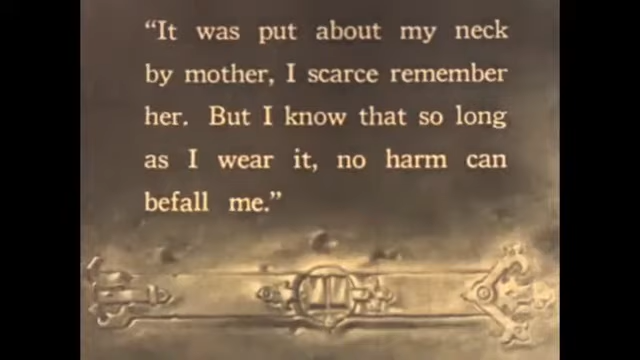 “It was put about my neck
by mother, I scarce remember
her. But I know that so long
as I wear it, no harm can
befall me.”